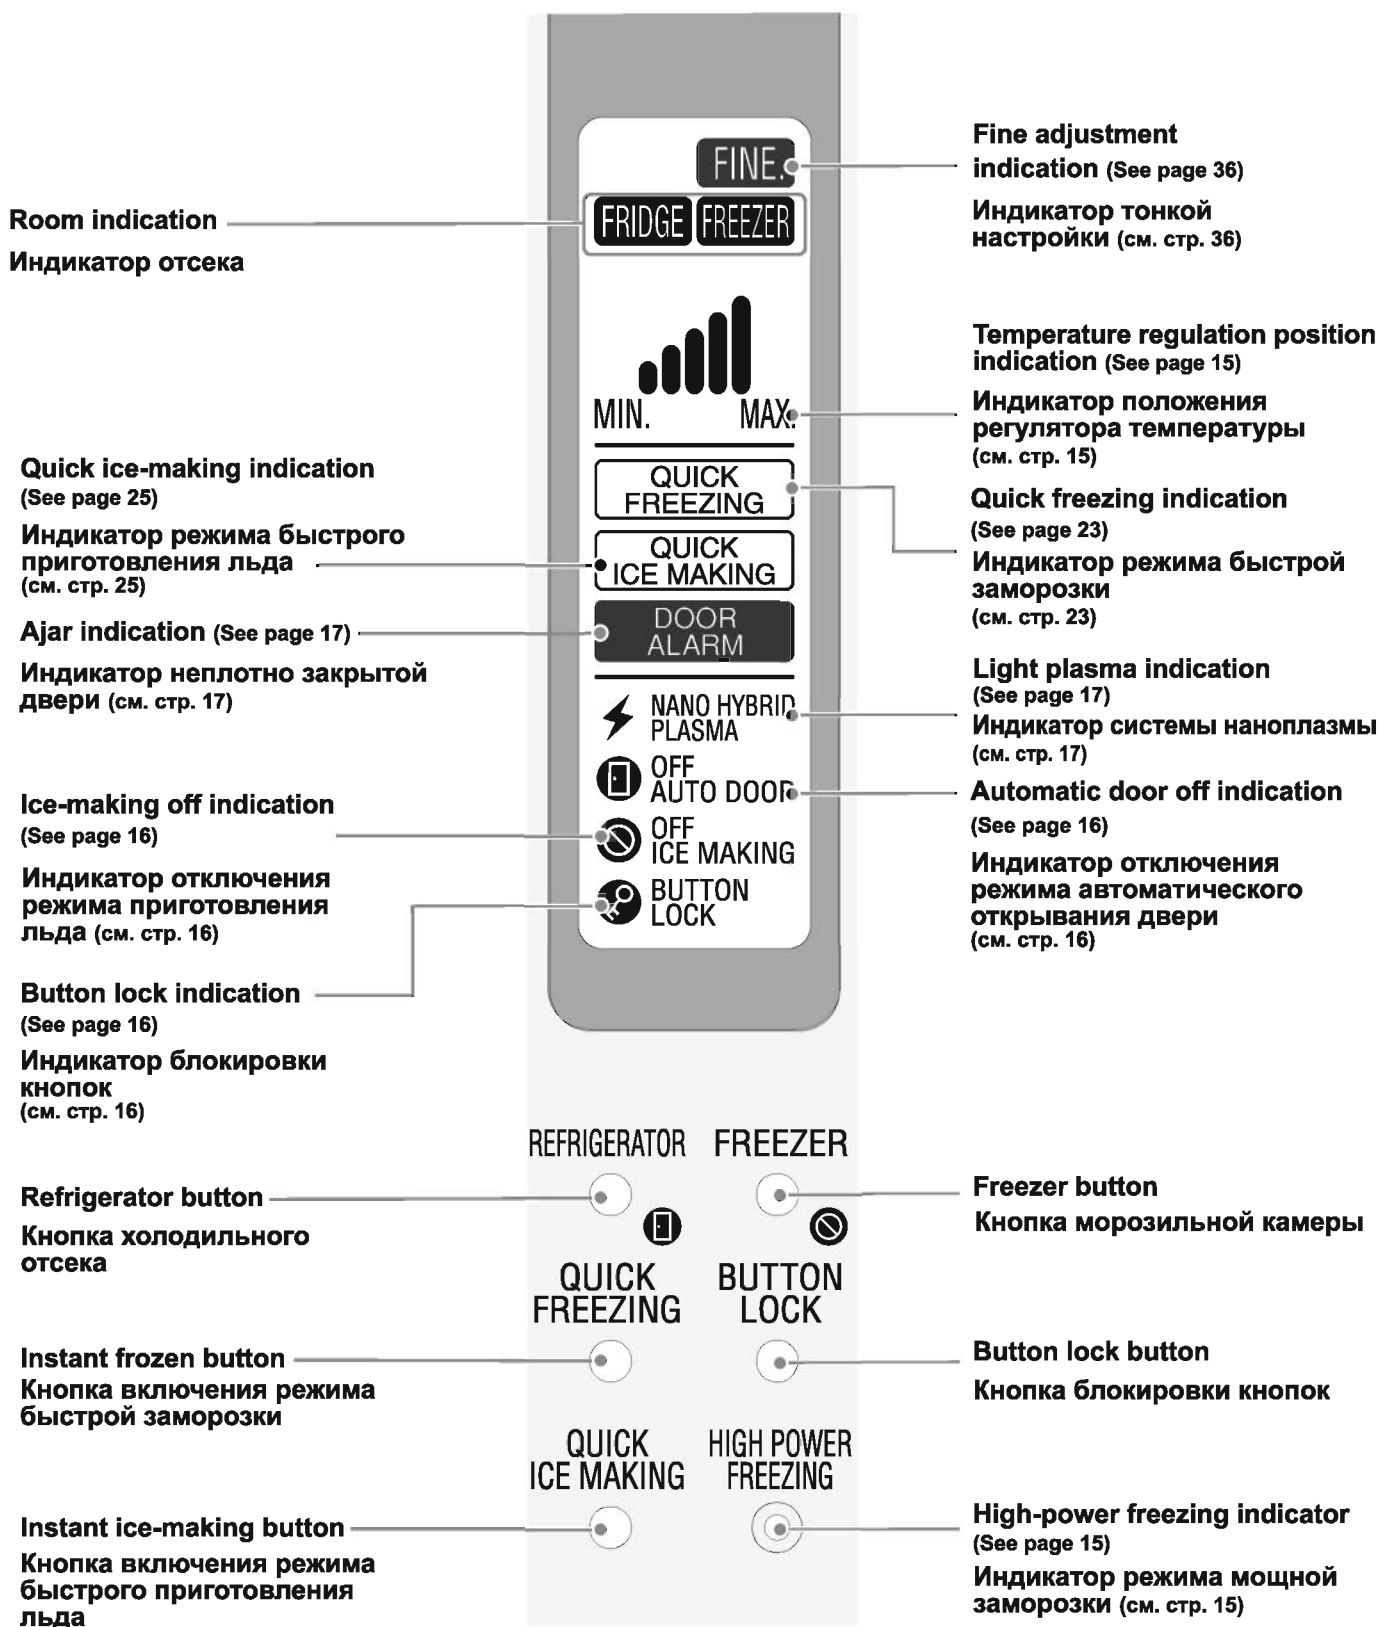 Room indication
Индикатор отсека
Quick ice-making indication
(See page 25)
Индикатор режима быстрого
приготовления льда
(см. стр. 25)
Ajar indication (See page 17)
Индикатор неплотно закрытой
двери (см. стр. 17)
Ice-making off indication
(See page 16)
Индикатор отключения
режима приготовления
льда (см. стр. 16)
Button lock indication
(See page 16)
Индикатор блокировки
кнопок
(см. стр. 16)
Refrigerator button
Кнопка холодильного
отсека
Instant frozen button
Кнопка включения режима
быстрой заморозки
Instant ice-making button
Кнопка включения режима
быстрого приготовления
льда
FINE.
FRIDGE FREEZER
MIN. MAX.
QUICK
FREEZING
QUICK
ICE MAKING
DOOR
ALARM
NANO HYBRID
PLASMA
OFF
AUTO DOOR
OFF
ICE MAKING
BUTTON
LOCK
REFRIGERATOR FREEZER
QUICK
FREEZING
BUTTON
LOCK
QUICK
ICE MAKING
HIGH POWER
FREEZING
Fine adjustment
indication (See page 36)
Индикатор тонкой
настройки (см. стр. 36)
Temperature regulation position
indication (See page 15)
Индикатор положения
регулятора температуры
(см. стр. 15)
Quick freezing indication
(See page 23)
Индикатор режима быстрой
заморозки
(см. стр. 23)
Light plasma indication
(See page 17)
Индикатор системы наноплазмы
(см. стр. 17)
Automatic door off indication
(See page 16)
Индикатор отключения
режима автоматического
открывания двери
(см. стр. 16)
Freezer button
Кнопка морозильной камеры
Button lock button
Кнопка блокировки кнопок
High-power freezing indicator
(See page 15)
Индикатор режима мощной
заморозки (см. стр. 15)